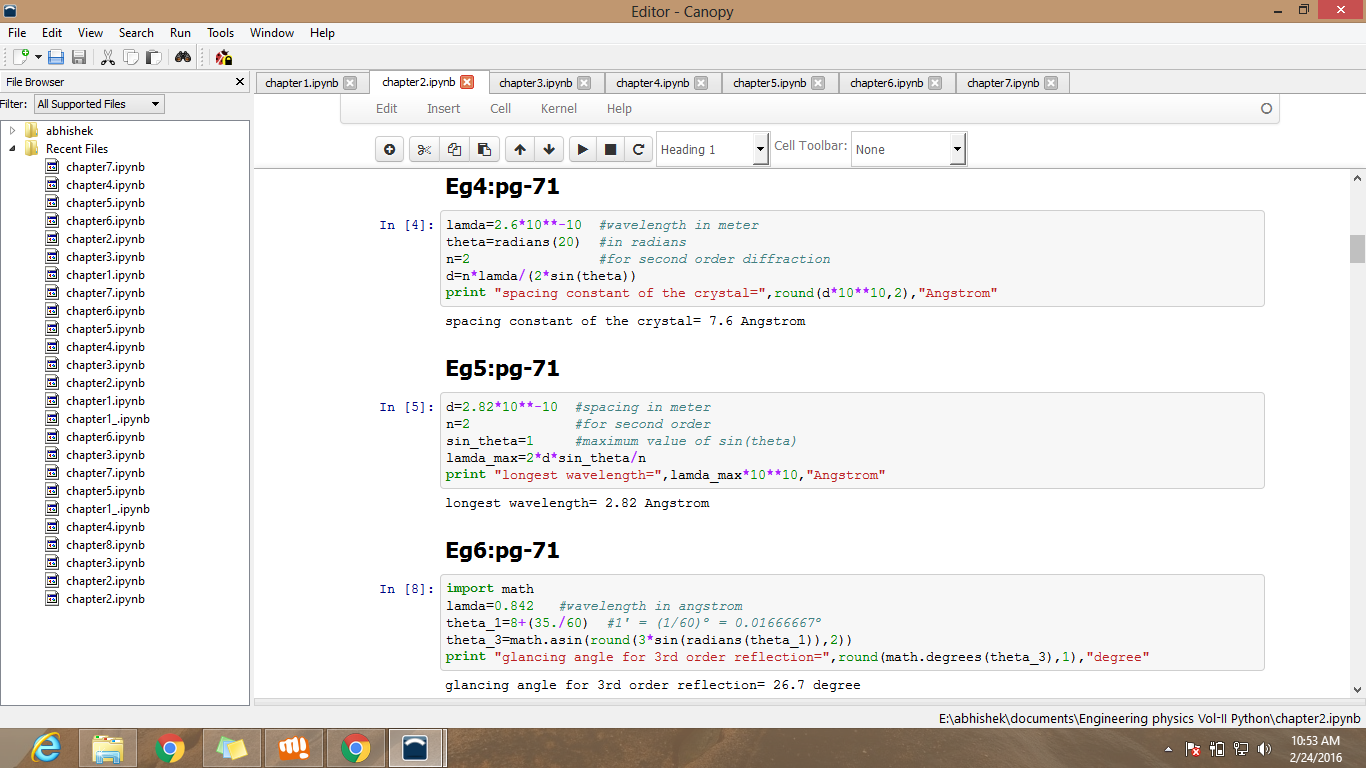 Editor - Canopy
File Edit View Search Run Tools Window Help
File Browser
Filter: All Supported Files
abhishek
Recent Files
chapter7.ipynb
chapter4.ipynb
chapter5.ipynb
chapter6.ipynb
chapter2.ipynb
chapter3.ipynb
chapter1.ipynb
chapter7.ipynb
chapter6.ipynb
chapter5.ipynb
chapter4.ipynb
chapter3.ipynb
chapter2.ipynb
chapter1.ipynb
chapter1_.ipynb
chapter6.ipynb
chapter3.ipynb
chapter7.ipynb
chapter5.ipynb
chapter1_.ipynb
chapter4.ipynb
chapter8.ipynb
chapter3.ipynb
chapter2.ipynb
chapter2.ipynb
chapter1.ipynb chapter2.ipynb chapter3.ipynb chapter4.ipynb chapter5.ipynb chapter6.ipynb chapter7.ipynb
Edit Insert Cell Kernel Help
Heading 1 Cell Toolbar: None
Eg4:pg-71
In [4]: lamda=2.6*10**-10 #wavelength in meter
theta=radians(20) #in radians
n=2 #for second order diffraction
d=n*lamda/(2*sin(theta))
print "spacing constant of the crystal=",round(d*10**10,2),"Angstrom"
spacing constant of the crystal= 7.6 Angstrom
Eg5:pg-71
In [5]: d=2.82*10**-10 #spacing in meter
n=2 #for second order
sin_theta=1 #maximum value of sin(theta)
lamda_max=2*d*sin_theta/n
print "longest wavelength=",lamda_max*10**10,"Angstrom"
longest wavelength= 2.82 Angstrom
Eg6:pg-71
In [8]: import math
lamda=0.842 #wavelength in angstrom
theta_1=8+(35./60) #1' = (1/60)° = 0.01666667°
theta_3=math.asin(round(3*sin(radians(theta_1)),2))
print "glancing angle for 3rd order reflection=",round(math.degrees(theta_3),1),"degree"
glancing angle for 3rd order reflection= 26.7 degree
E:\abhishek\documents\Engineering physics Vol-II Python\chapter2.ipynb
10:53 AM
2/24/2016